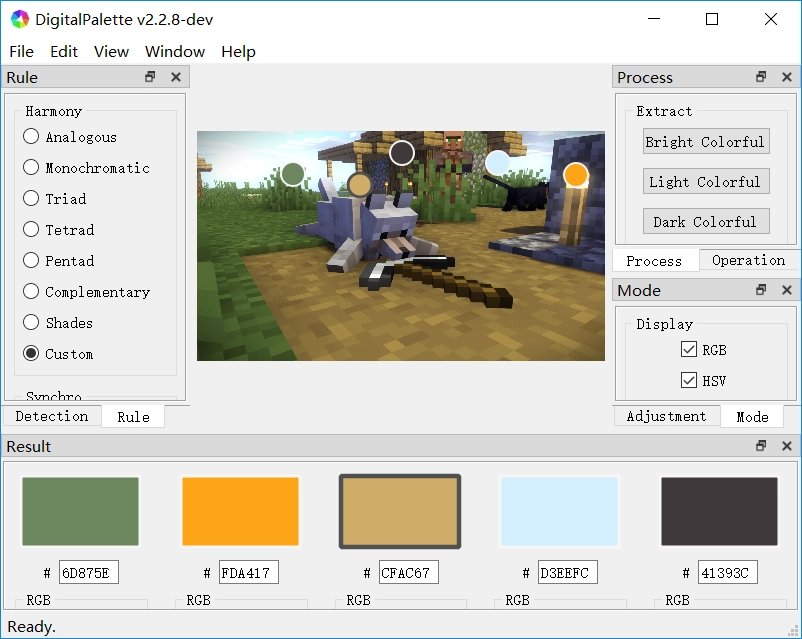 DigitalPalette v2.2.8-dev
File Edit View Window Help
Rule
Harmony
Analogous
Monochromatic
Triad
Tetrad
Pentad
Complementary
Shades
Custom
Synchro
Detection Rule
Process
Extract
Bright Colorful
Light Colorful
Dark Colorful
Process Operation
Mode
Display
RGB
HSV
Adjustment Mode
Result
# 6D875E # FDA417 # CFAC67 # D3EEFC # 41393C
RGB RGB RGB RGB RGB
Ready.